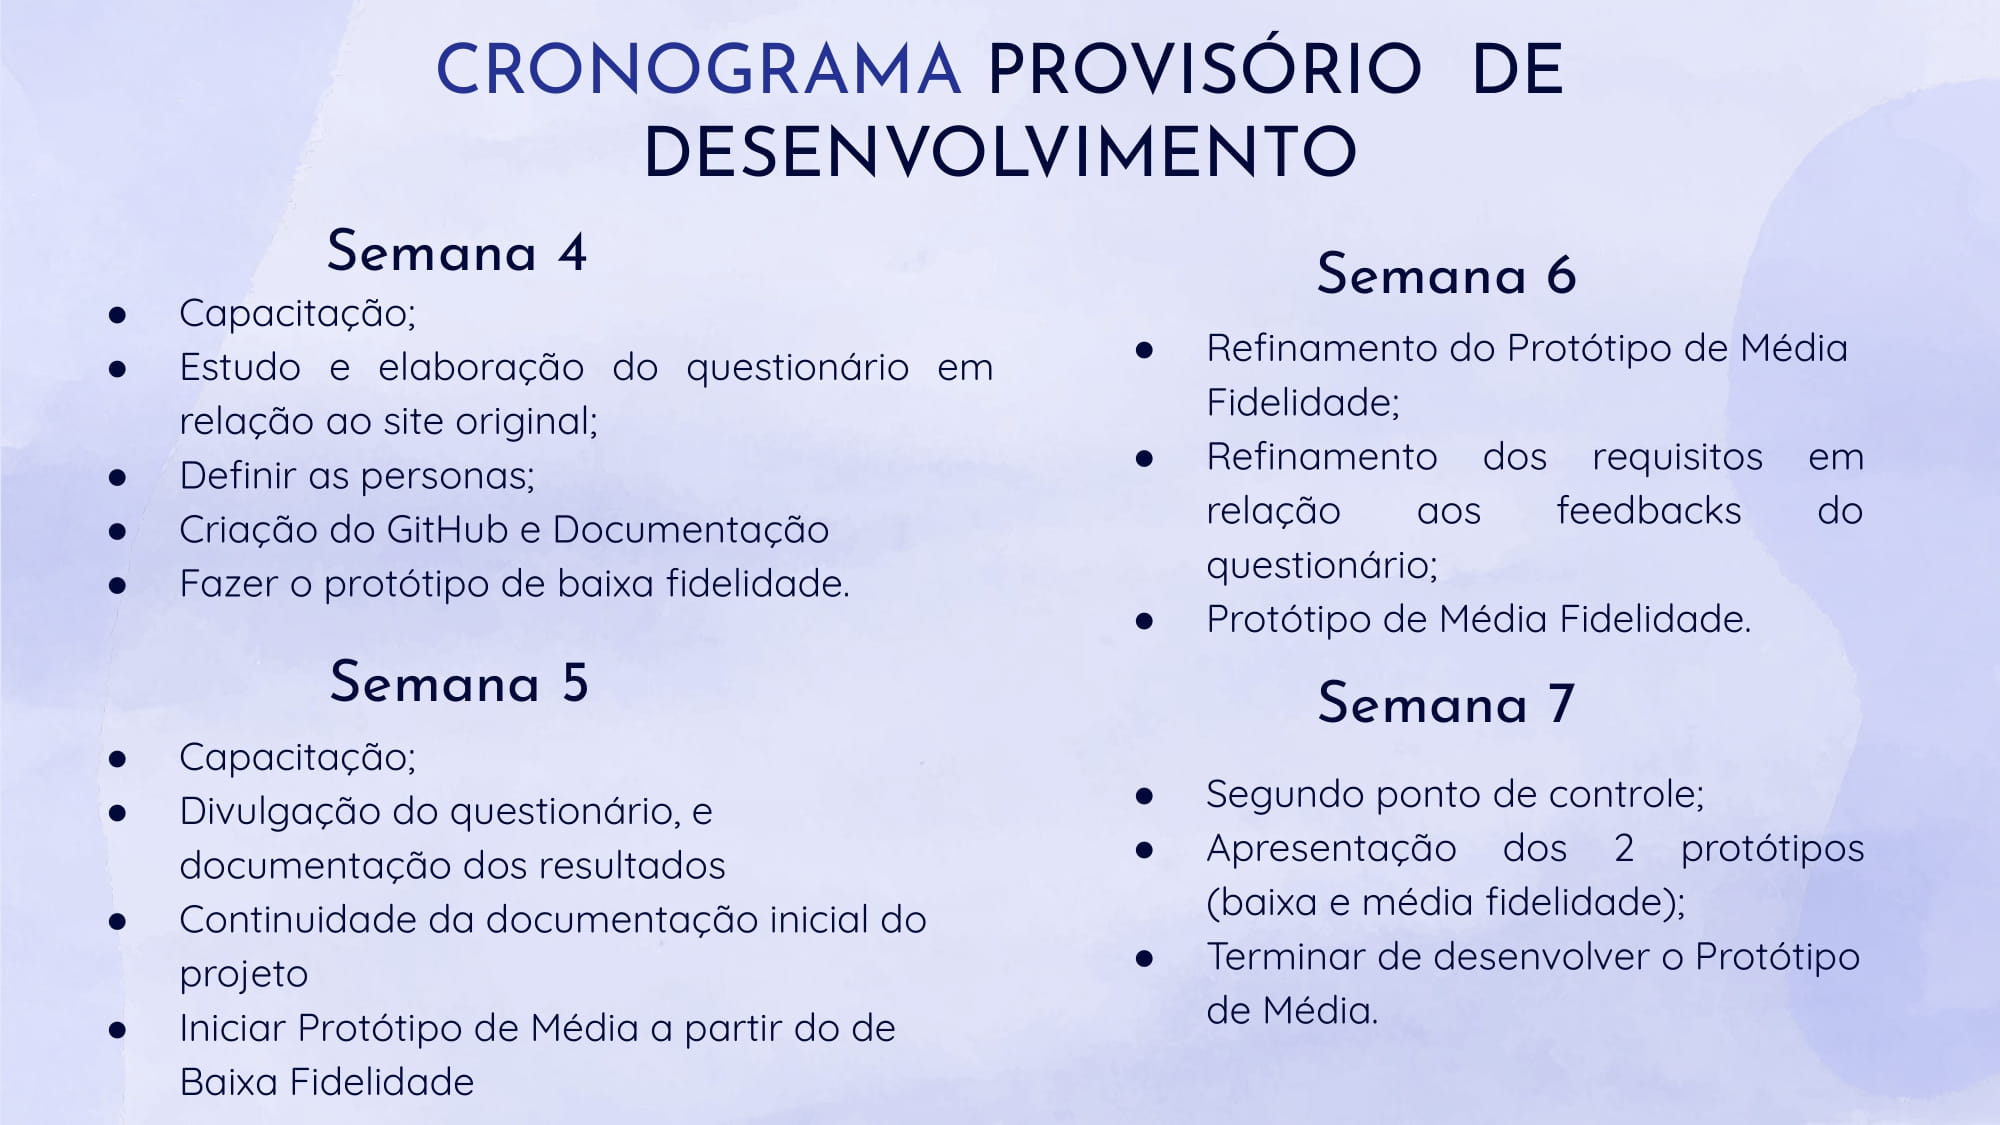 CRONOGRAMA PROVISÓRIO DE
DESENVOLVIMENTO
Semana 4
● Capacitação;
● Estudo e elaboração do questionário em
relação ao site original;
● Definir as personas;
● Criação do GitHub e Documentação
● Fazer o protótipo de baixa fidelidade.
Semana 5
● Capacitação;
● Divulgação do questionário, e
documentação dos resultados
● Continuidade da documentação inicial do
projeto
● Iniciar Protótipo de Média a partir do de
Baixa Fidelidade
Semana 6
● Refinamento do Protótipo de Média
Fidelidade;
● Refinamento dos requisitos em
relação aos feedbacks do
questionário;
● Protótipo de Média Fidelidade.
Semana 7
● Segundo ponto de controle;
● Apresentação dos 2 protótipos
(baixa e média fidelidade);
● Terminar de desenvolver o Protótipo
de Média.